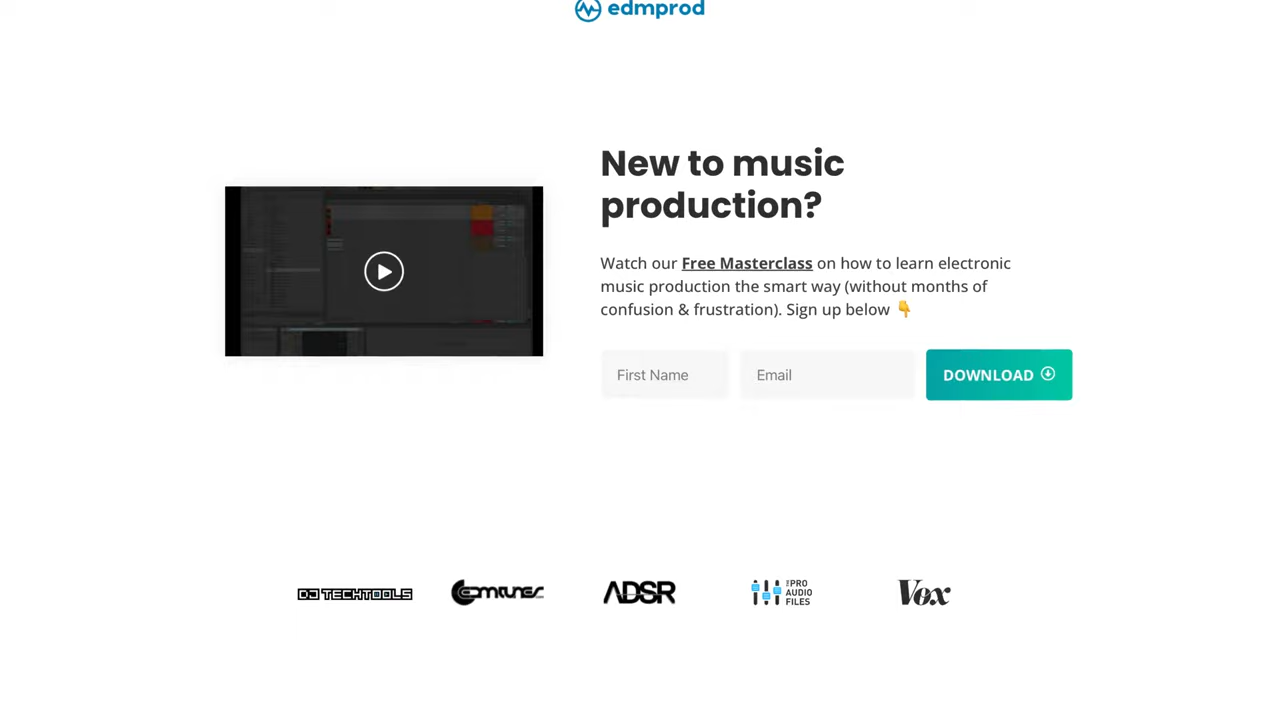 edmprod
New to music
production?
Watch our Free Masterclass on how to learn electronic
music production the smart way (without months of
confusion & frustration). Sign up below 👇
First Name
Email
DOWNLOAD
DJ TECHTOOLS
EDMTUNES
ADSR
THE PRO
AUDIO
FILES
Vox